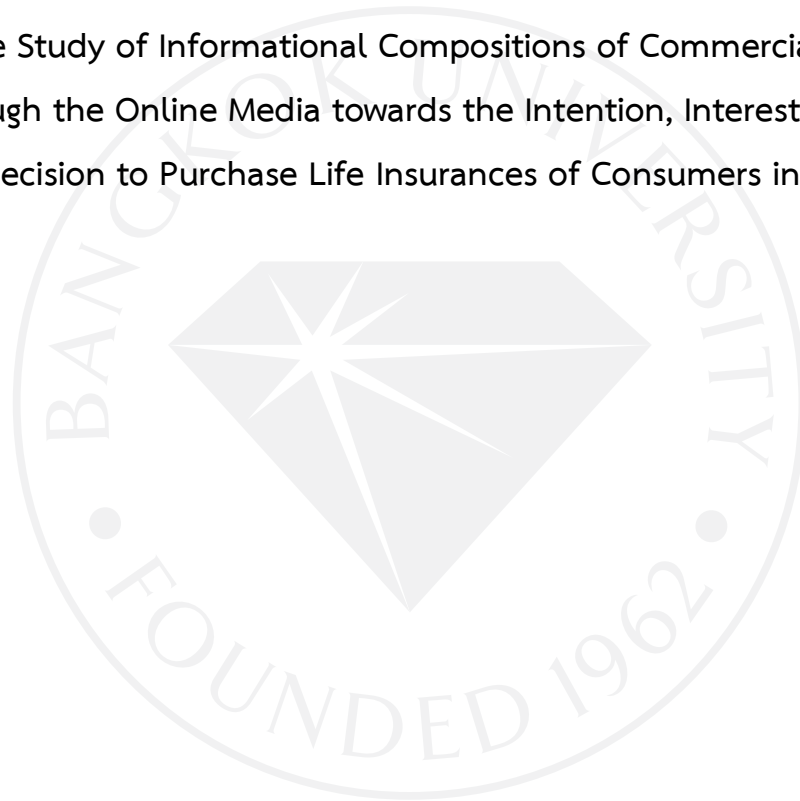 e Study of Informational Compositions of Commercia
ugh the Online Media towards the Intention, Interest
ecision to Purchase Life Insurances of Consumers in
BANGKOK UNIVERSITY
FOUNDED 1962